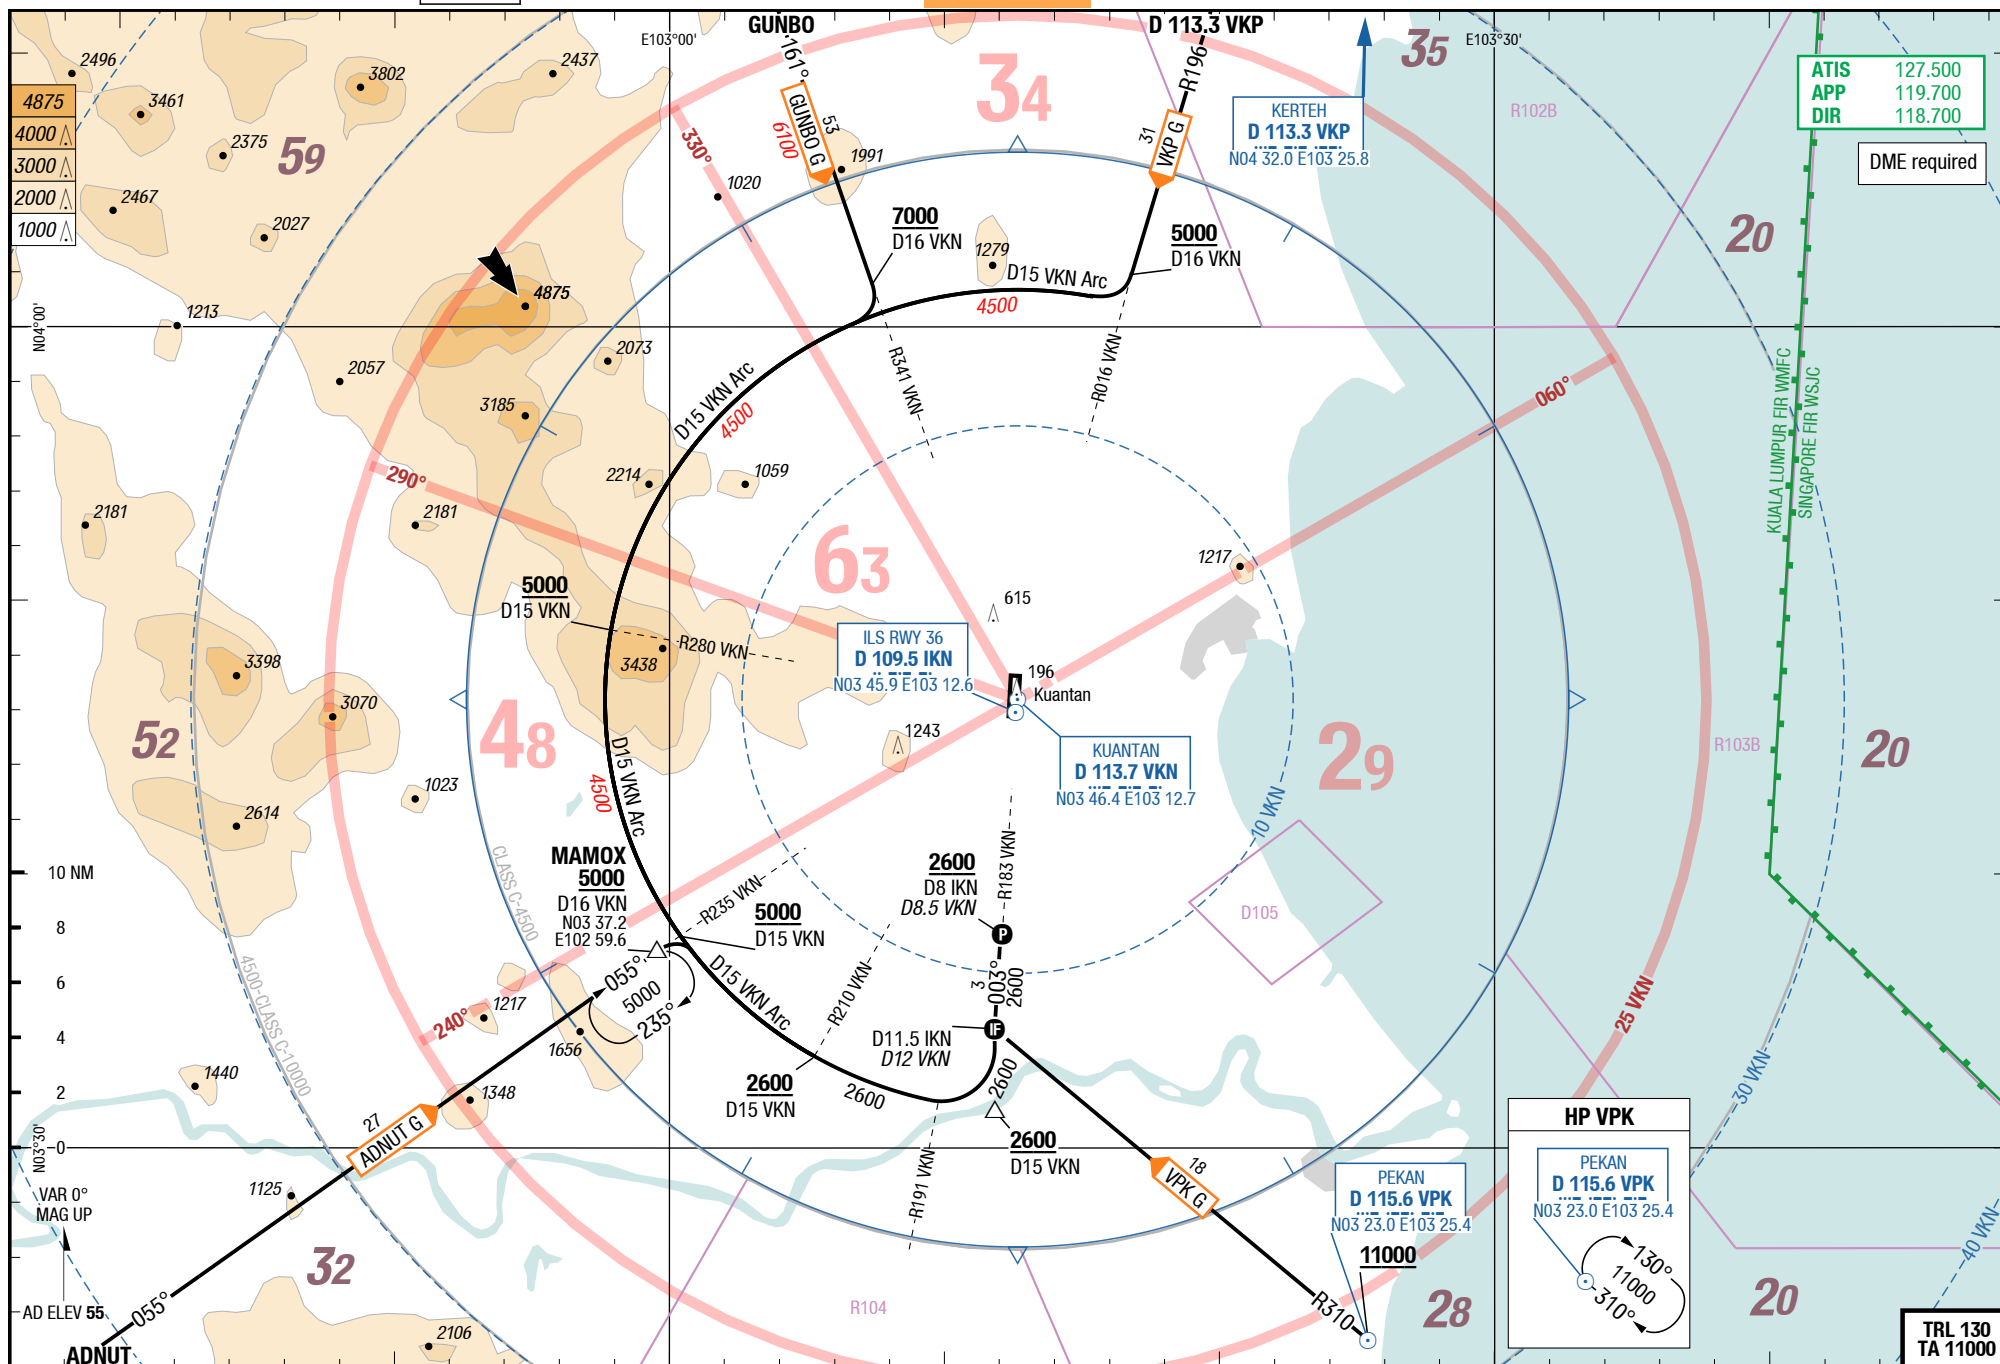 GUNBO
D 113.3 VKP
E103°00'
E103°30'
2496
3802
2437
3461
2375
2467
2027
1213
4875
4000
3000
2000
1000
59
34
35
161°
GUNBO G
53
6100
1991
330°
1020
R196
VKP G
31
KERTEH
D 113.3 VKP
N04 32.0 E103 25.8
R102B
ATIS 127.500
APP 119.700
DIR 118.700
DME required
20
7000
D16 VKN
1279
5000
D16 VKN
D15 VKN Arc
4500
4875
N04°00'
2057
2073
3185
D15 VKN Arc
4500
R341 VKN
R016 VKN
060°
KUALA LUMPUR FIR WMFC
SINGAPORE FIR WSJC
290°
2214
1059
2181
2181
63
1217
5000
D15 VKN
R280 VKN
3438
615
ILS RWY 36
D 109.5 IKN
N03 45.9 E103 12.6
196
Kuantan
3398
3070
52
48
1243
KUANTAN
D 113.7 VKN
N03 46.4 E103 12.7
29
R103B
20
1023
2614
D15 VKN Arc
4500
10 VKN
CLASS C-4500
4500-CLASS C-10000
10 NM
8
6
4
2
0
MAMOX
5000
D16 VKN
N03 37.2
E102 59.6
R235 VKN
5000
D15 VKN
2600
D8 IKN
D8.5 VKN
R183 VKN
P
D105
055°
5000
235°
D15 VKN Arc
R210 VKN
3
003°
2600
25 VKN
240°
1217
1656
D11.5 IKN
D12 VKN
IF
1440
1348
2600
D15 VKN
2600
2600
2600
D15 VKN
30 VKN
27
ADNUT G
N03°30'
1125
R191 VKN
18
VPK G
PEKAN
D 115.6 VPK
N03 23.0 E103 25.4
11000
HP VPK
PEKAN
D 115.6 VPK
N03 23.0 E103 25.4
130°
11000
310°
40 VKN
VAR 0°
MAG UP
32
AD ELEV 55
055°
ADNUT
2106
R104
R310
28
20
TRL 130
TA 11000